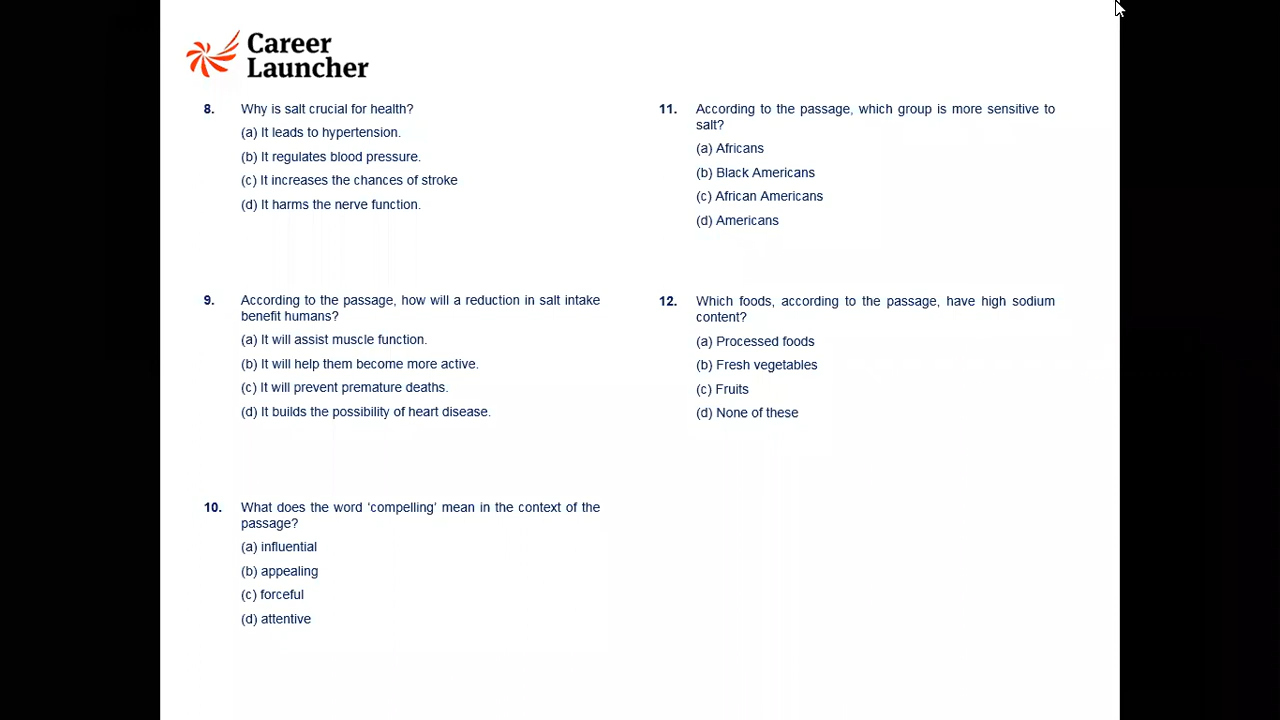 Career
Launcher
8. Why is salt crucial for health?
(a) It leads to hypertension.
(b) It regulates blood pressure.
(c) It increases the chances of stroke
(d) It harms the nerve function.
9. According to the passage, how will a reduction in salt intake
benefit humans?
(a) It will assist muscle function.
(b) It will help them become more active.
(c) It will prevent premature deaths.
(d) It builds the possibility of heart disease.
10. What does the word ‘compelling’ mean in the context of the
passage?
(a) influential
(b) appealing
(c) forceful
(d) attentive
11. According to the passage, which group is more sensitive to
salt?
(a) Africans
(b) Black Americans
(c) African Americans
(d) Americans
12. Which foods, according to the passage, have high sodium
content?
(a) Processed foods
(b) Fresh vegetables
(c) Fruits
(d) None of these